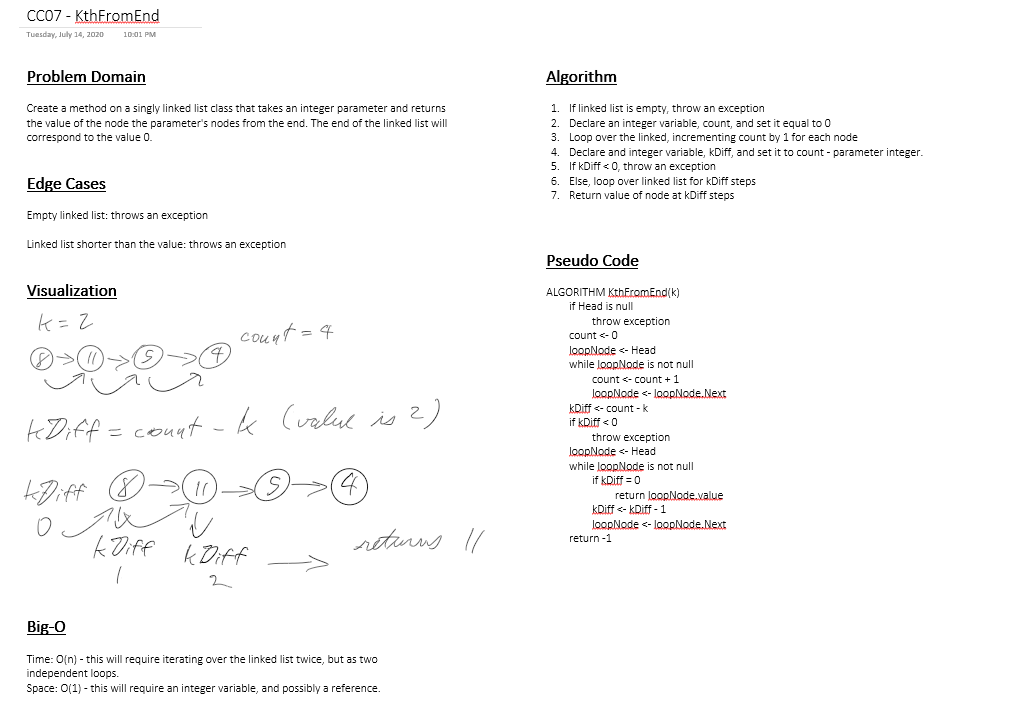 CC07 - KthFromEnd
Tuesday, July 14, 2020 10:01 PM
Problem Domain
Create a method on a singly linked list class that takes an integer parameter and returns
the value of the node the parameter's nodes from the end. The end of the linked list will
correspond to the value 0.
Edge Cases
Empty linked list: throws an exception
Linked list shorter than the value: throws an exception
Visualization
k = 2
count = 4
8 → 11 → 5 → 4
kDiff = count - k (value is 2)
kDiff 8 → 11 → 5 → 4
0
kDiff kDiff → returns 11
1 2
Big-O
Time: O(n) - this will require iterating over the linked list twice, but as two
independent loops.
Space: O(1) - this will require an integer variable, and possibly a reference.
Algorithm
1. If linked list is empty, throw an exception
2. Declare an integer variable, count, and set it equal to 0
3. Loop over the linked, incrementing count by 1 for each node
4. Declare and integer variable, kDiff, and set it to count - parameter integer.
5. If kDiff < 0, throw an exception
6. Else, loop over linked list for kDiff steps
7. Return value of node at kDiff steps
Pseudo Code
ALGORITHM KthFromEnd(k)
if Head is null
throw exception
count <- 0
loopNode <- Head
while loopNode is not null
count <- count + 1
loopNode <- loopNode.Next
kDiff <- count - k
if kDiff < 0
throw exception
loopNode <- Head
while loopNode is not null
if kDiff = 0
return loopNode.value
kDiff <- kDiff - 1
loopNode <- loopNode.Next
return -1